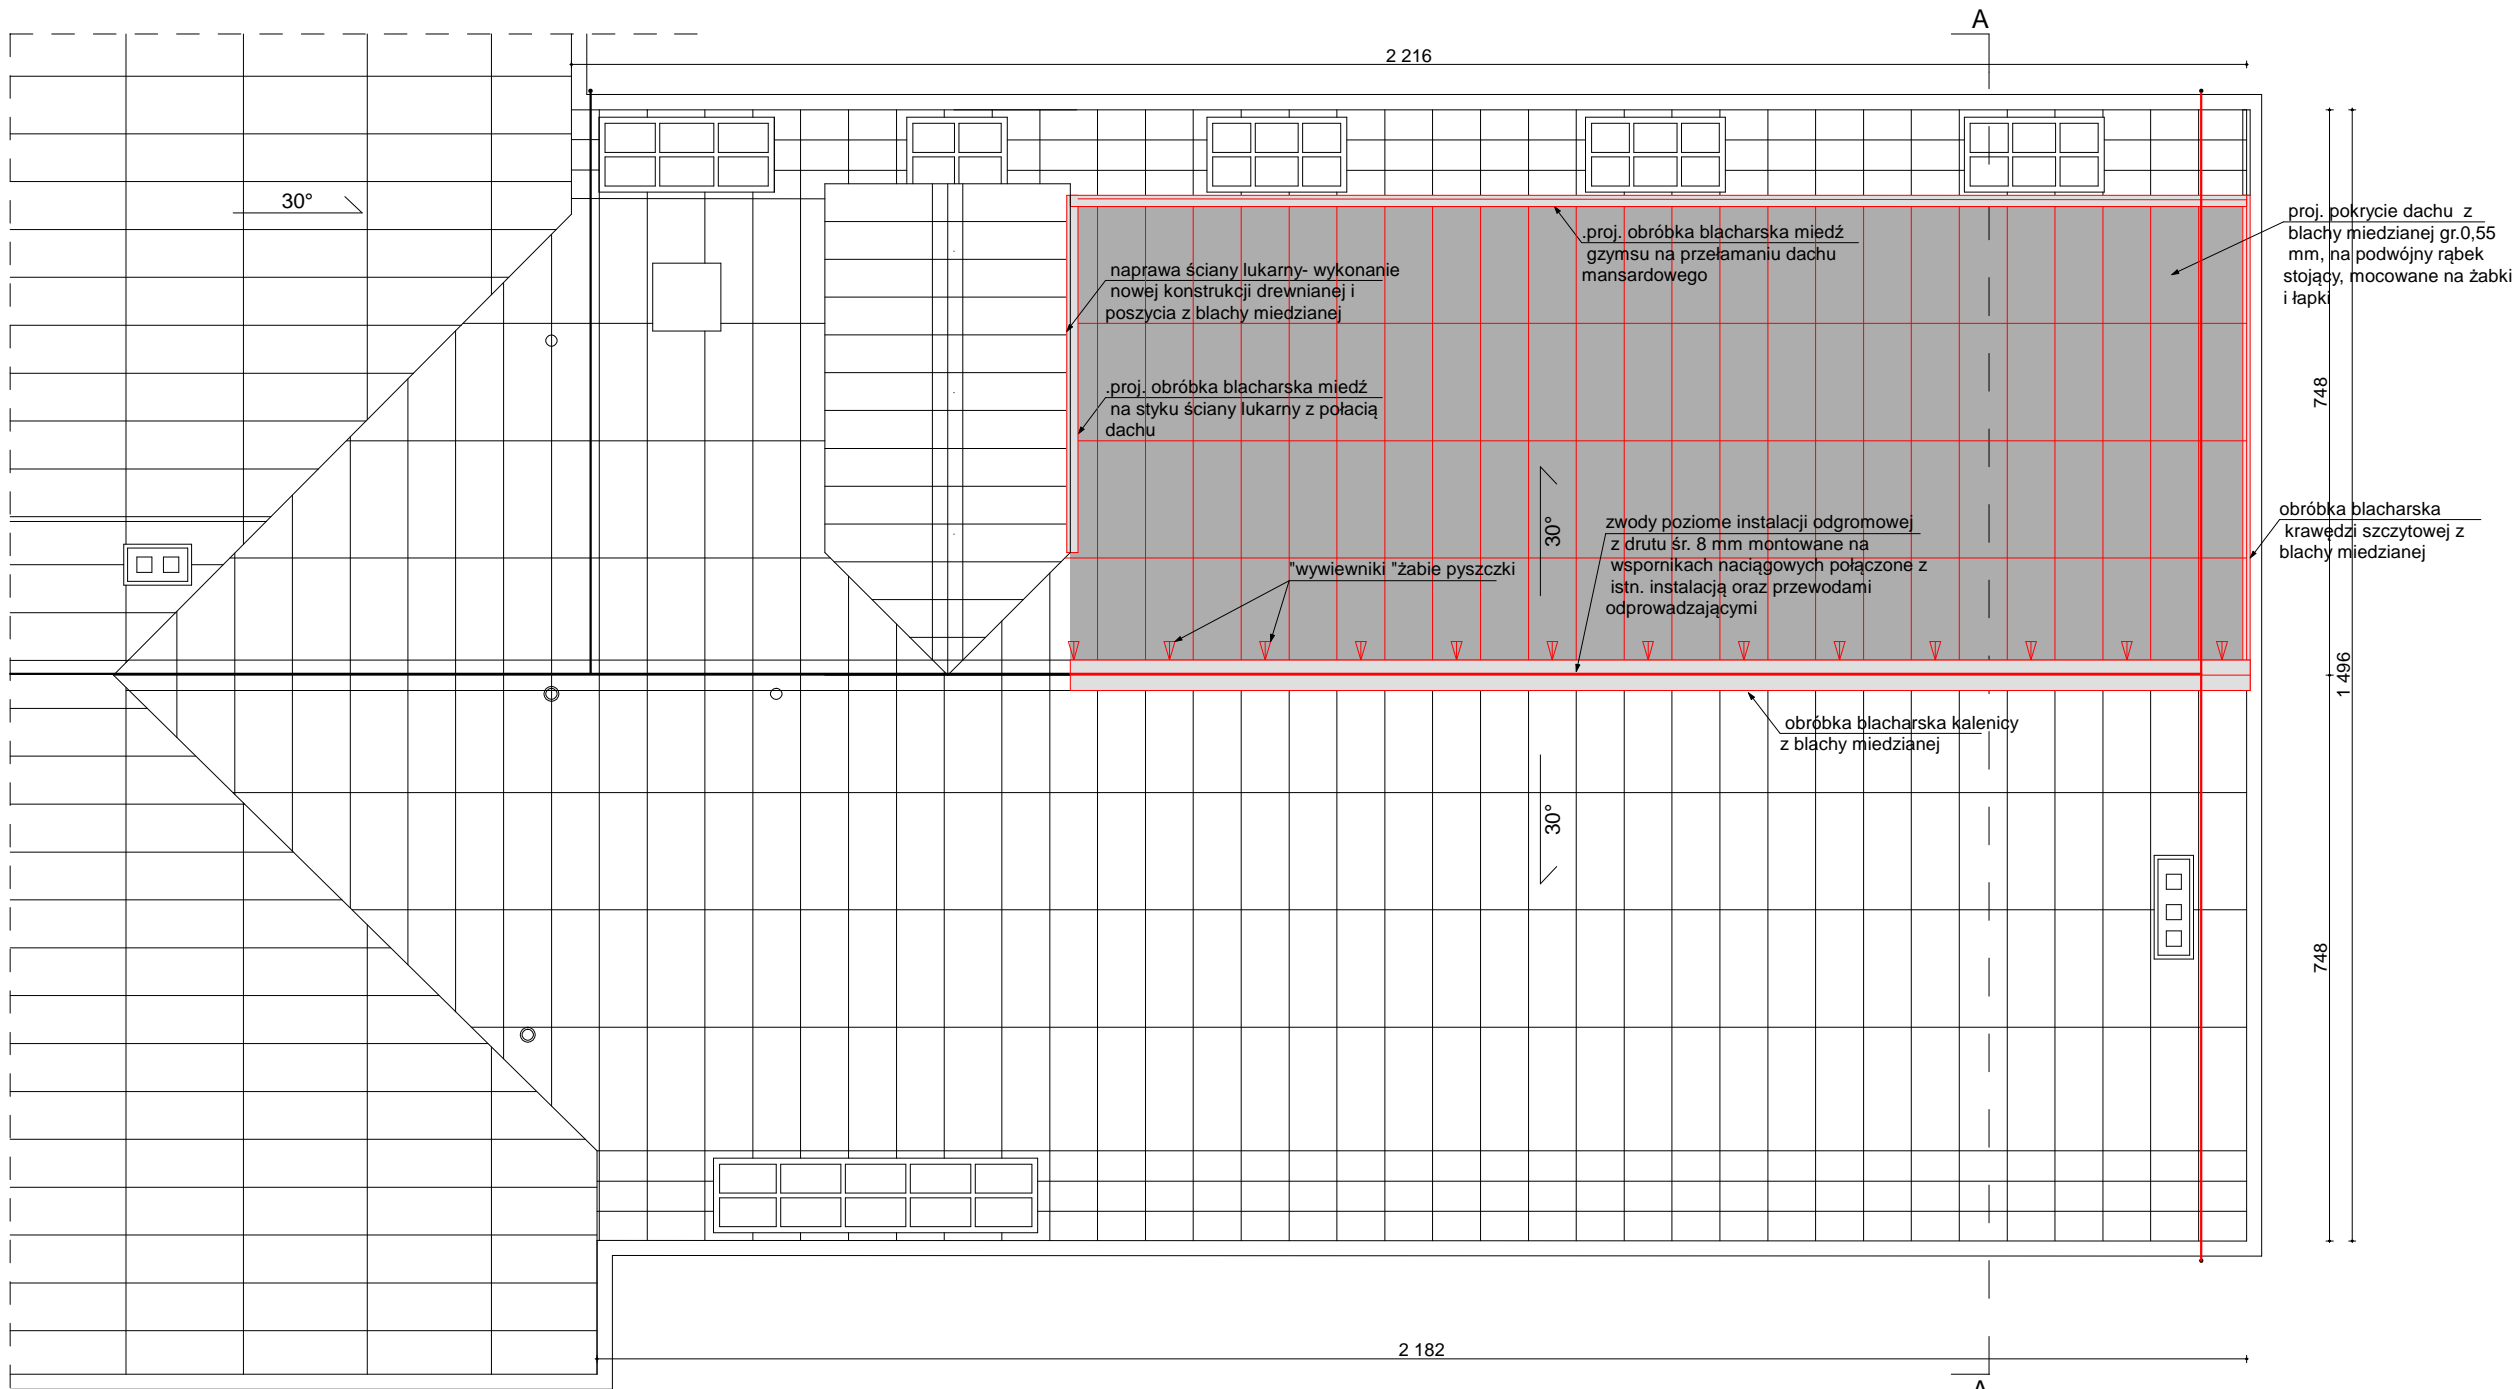 A
2 216
30°
proj. pokrycie dachu z
blachy miedzianej gr.0,55
mm, na podwójny rąbek
stojący, mocowane na żabki
i łapki
.proj. obróbka blacharska miedź
gzymsu na przełamaniu dachu
mansardowego
naprawa ściany lukarny- wykonanie
nowej konstrukcji drewnianej i
poszycia z blachy miedzianej
.proj. obróbka blacharska miedź
na styku ściany lukarny z połacią
dachu
748
30°
zwody poziome instalacji odgromowej
z drutu śr. 8 mm montowane na
wspornikach naciągowych połączone z
istn. instalacją oraz przewodami
odprowadzającymi
obróbka blacharska
krawędzi szczytowej z
blachy miedzianej
"wywiewniki "żabie pyszczki
1 496
obróbka blacharska kalenicy
z blachy miedzianej
30°
748
2 182
A